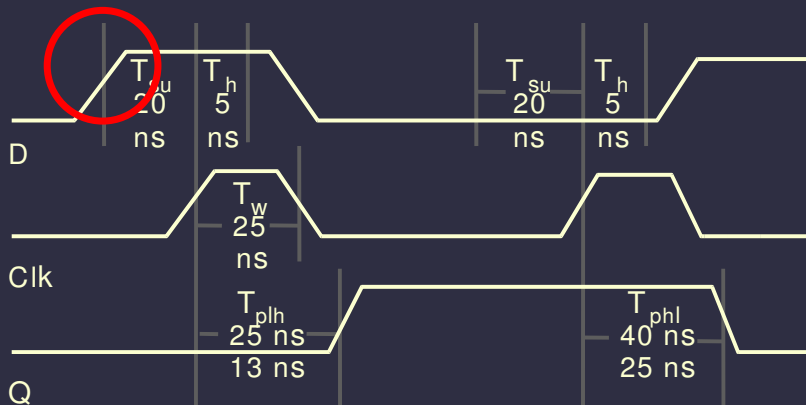 Tsu Th Tsu Th
20 5 20 5
ns ns ns ns
D
Tw
25
ns
Clk
Tplh Tphl
25 ns 40 ns
13 ns 25 ns
Q